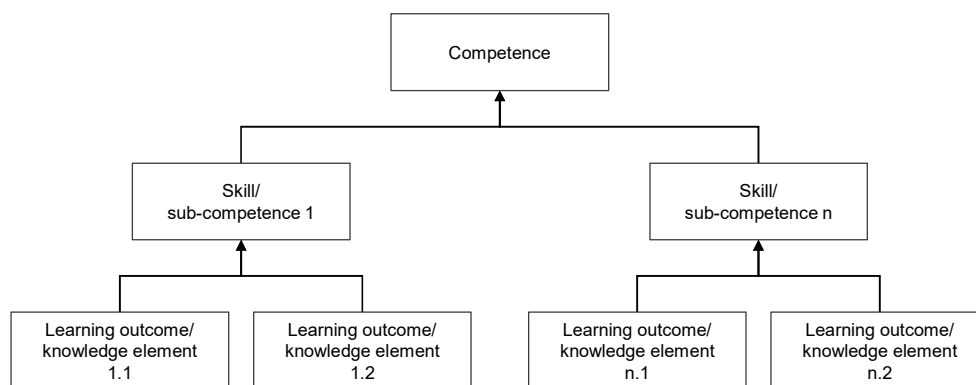 Competence
Skill/
sub-competence 1
Skill/
sub-competence n
Learning outcome/
knowledge element
1.1
Learning outcome/
knowledge element
1.2
Learning outcome/
knowledge element
n.1
Learning outcome/
knowledge element
n.2